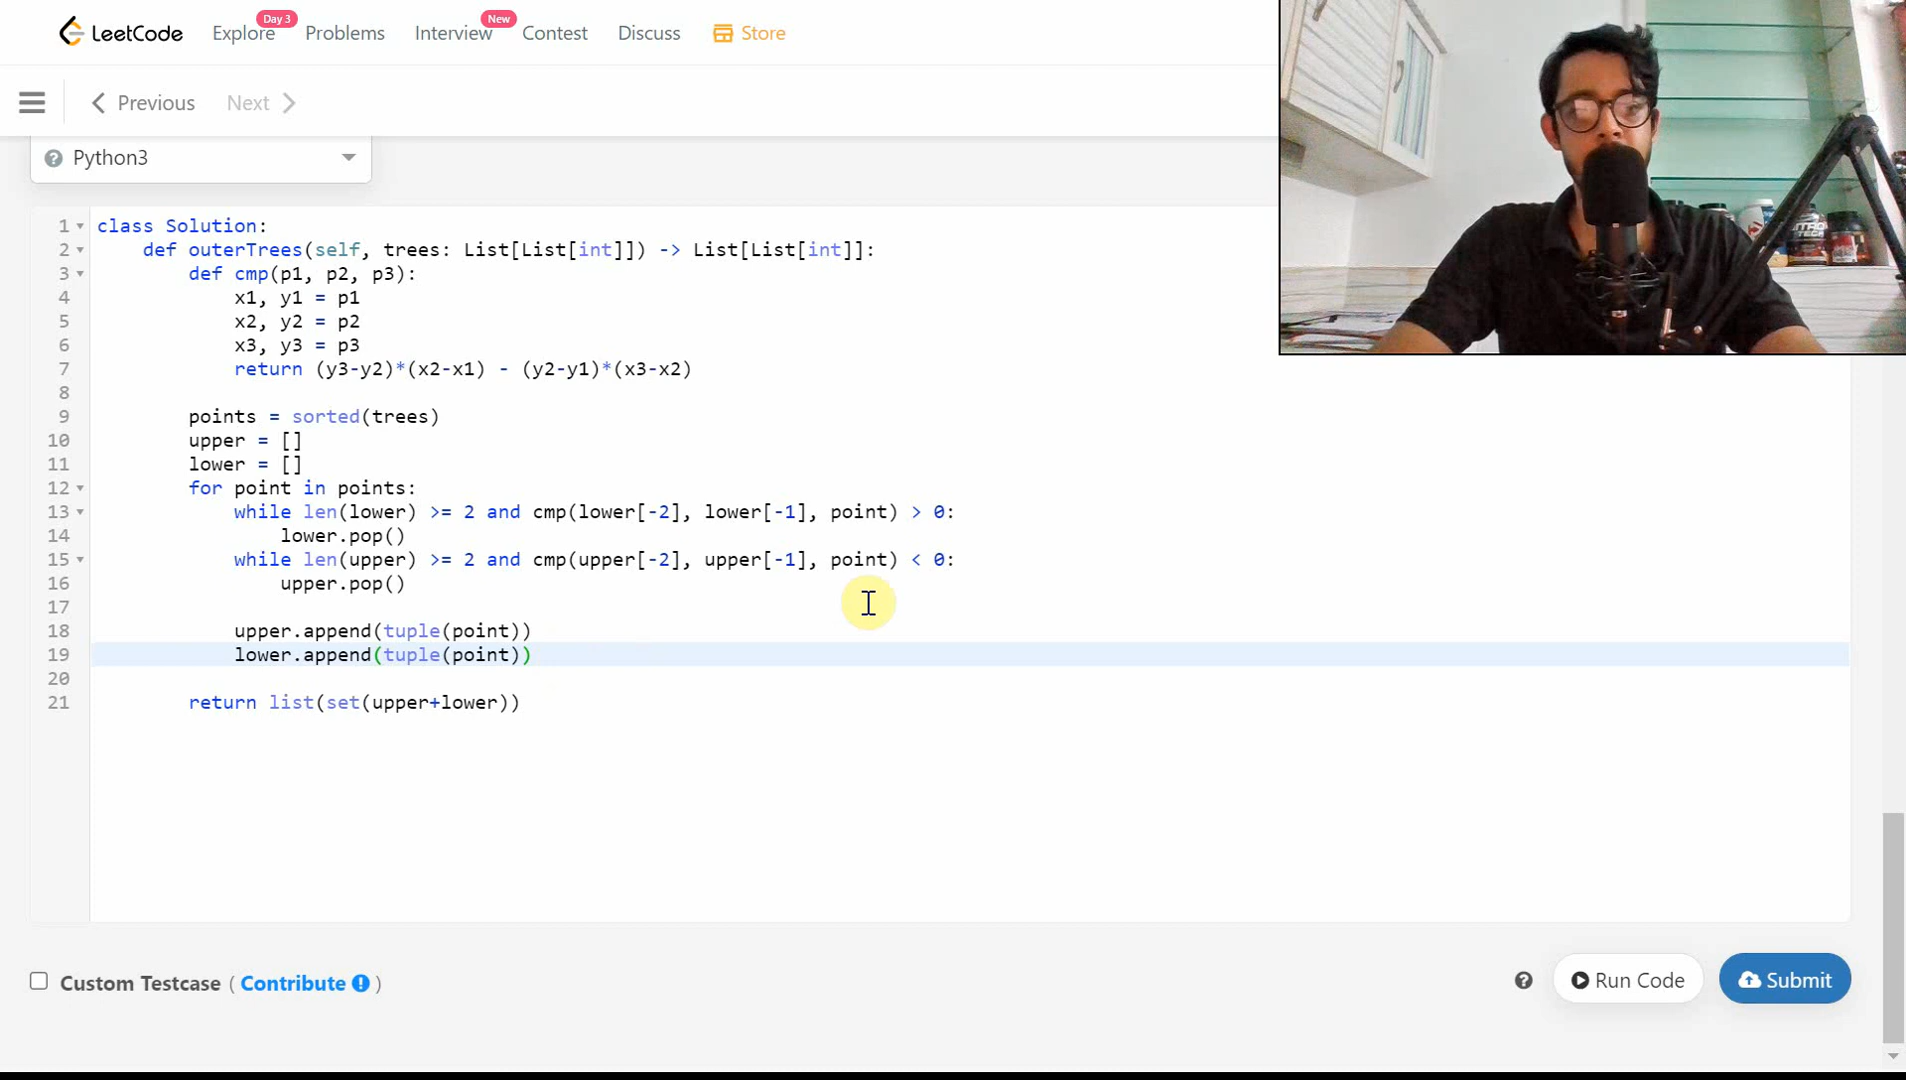 LeetCode
Explore
Day 3
Problems
Interview
New
Contest
Discuss
Store
Previous
Next
Python3
1 class Solution:
2     def outerTrees(self, trees: List[List[int]]) -> List[List[int]]:
3         def cmp(p1, p2, p3):
4             x1, y1 = p1
5             x2, y2 = p2
6             x3, y3 = p3
7             return (y3-y2)*(x2-x1) - (y2-y1)*(x3-x2)
8
9         points = sorted(trees)
10         upper = []
11         lower = []
12         for point in points:
13             while len(lower) >= 2 and cmp(lower[-2], lower[-1], point) > 0:
14                 lower.pop()
15             while len(upper) >= 2 and cmp(upper[-2], upper[-1], point) < 0:
16                 upper.pop()
17
18             upper.append(tuple(point))
19             lower.append(tuple(point))
20
21         return list(set(upper+lower))
Custom Testcase ( Contribute )
Run Code
Submit